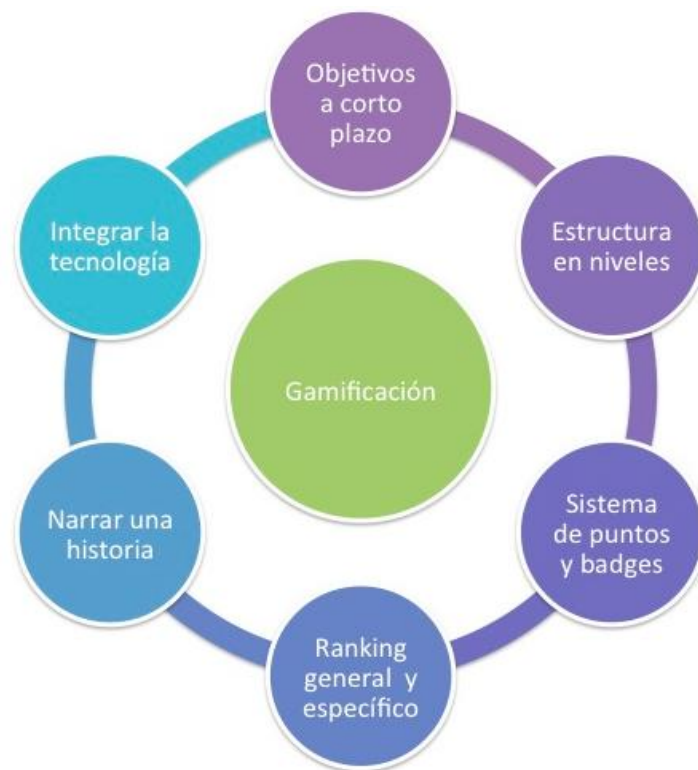 Objetivos
a corto
plazo
Estructura
en niveles
Sistema
de puntos
y badges
Ranking
general y
específico
Narrar una
historia
Integrar la
tecnología
Gamificación